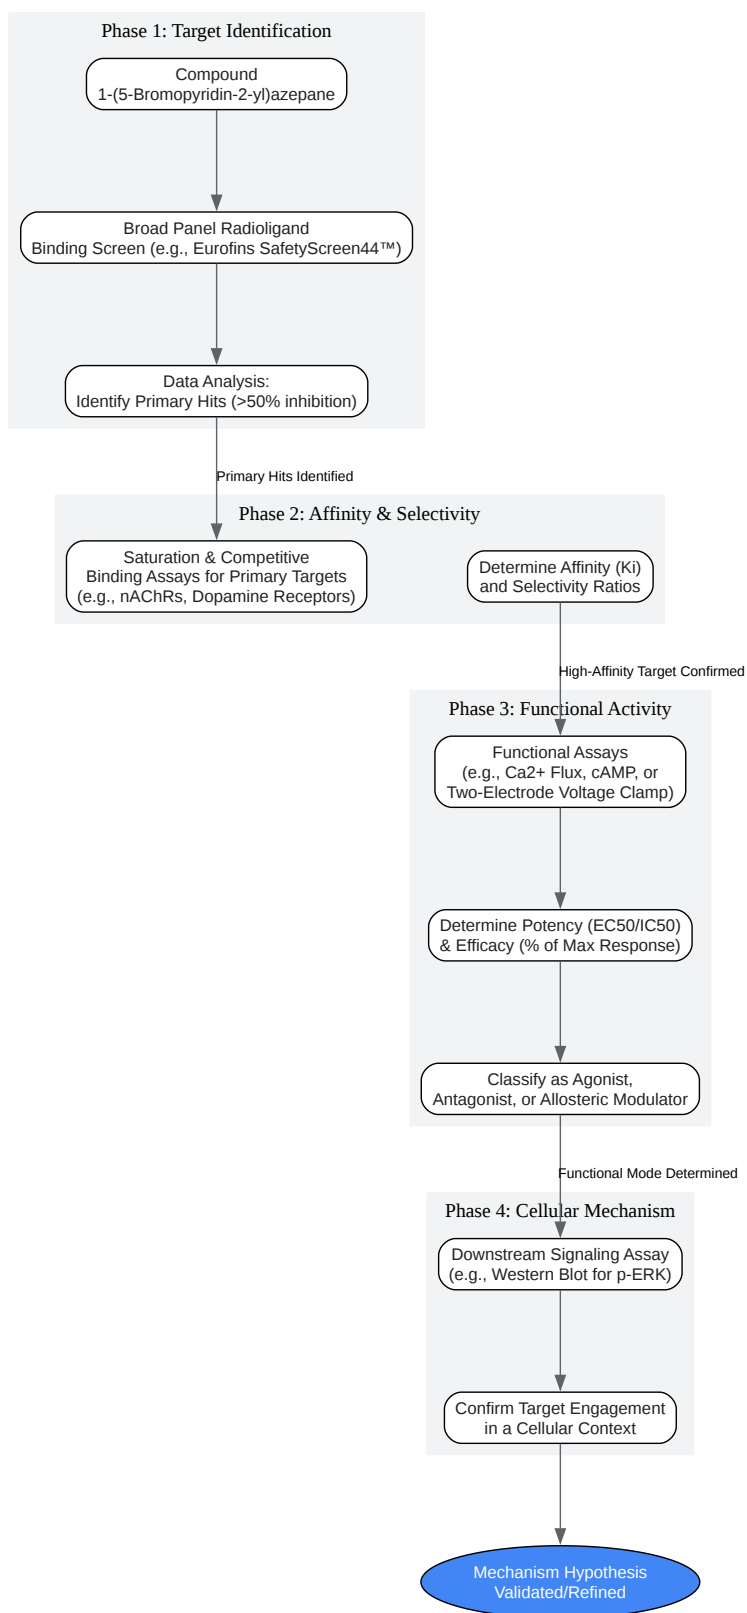 Phase 1: Target Identification
Compound
1-(5-Bromopyridin-2-yl)azepane
Broad Panel Radioligand
Binding Screen (e.g., Eurofins SafetyScreen44™)
Data Analysis:
Identify Primary Hits (>50% inhibition)
Primary Hits Identified
Phase 2: Affinity & Selectivity
Saturation & Competitive
Binding Assays for Primary Targets
(e.g., nAChRs, Dopamine Receptors)
Determine Affinity (Ki)
and Selectivity Ratios
High-Affinity Target Confirmed
Phase 3: Functional Activity
Functional Assays
(e.g., Ca2+ Flux, cAMP, or
Two-Electrode Voltage Clamp)
Determine Potency (EC50/IC50)
& Efficacy (% of Max Response)
Classify as Agonist,
Antagonist, or Allosteric Modulator
Functional Mode Determined
Phase 4: Cellular Mechanism
Downstream Signaling Assay
(e.g., Western Blot for p-ERK)
Confirm Target Engagement
in a Cellular Context
Mechanism Hypothesis
Validated/Refined